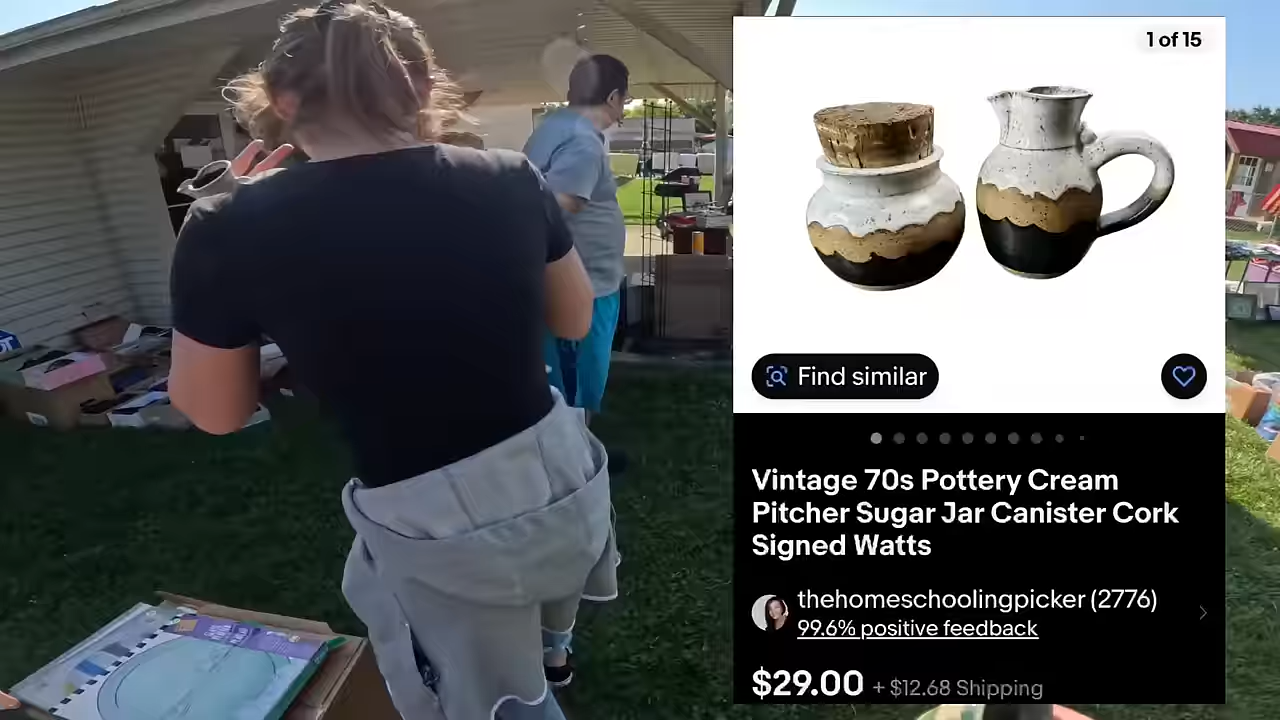 1 of 15
Find similar
Vintage 70s Pottery Cream
Pitcher Sugar Jar Canister Cork
Signed Watts
thehomeschoolingpicker (2776)
99.6% positive feedback
$29.00 + $12.68 Shipping